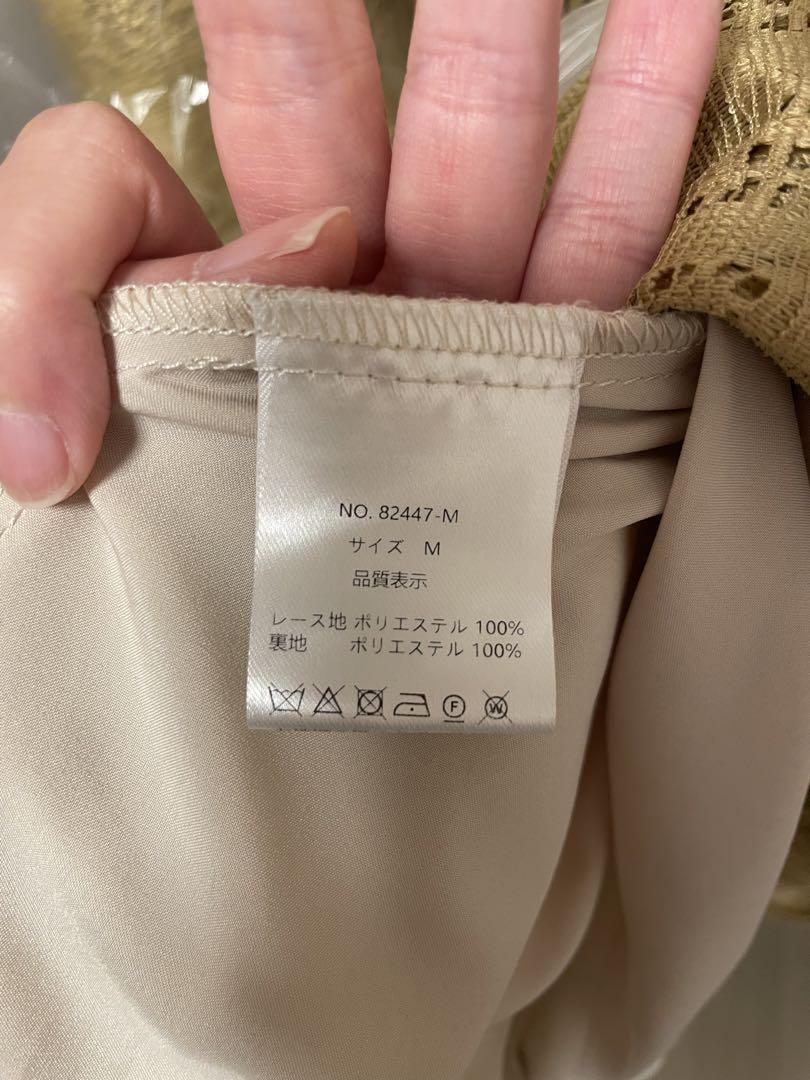 NO. 82447-M
サイズ M
品質表示
レース地 ポリエステル 100%
裏地 ポリエステル 100%
F W